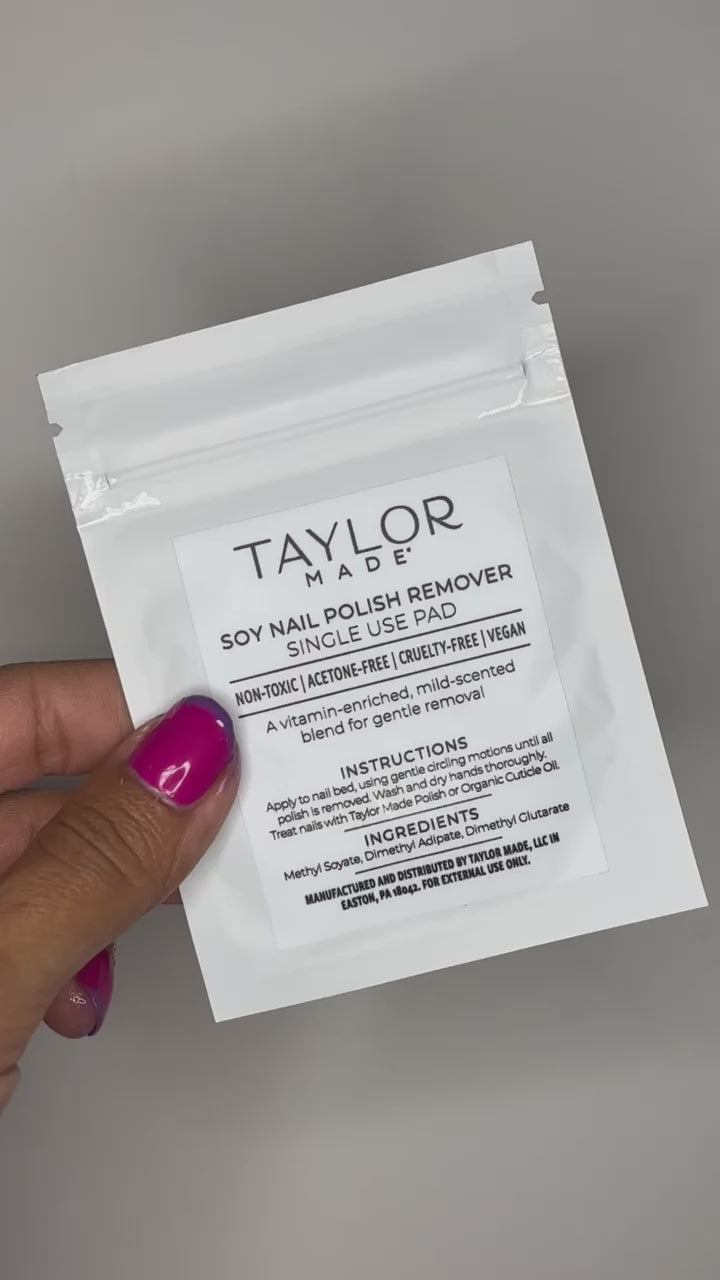 TAYLOR
MADE
SOY NAIL POLISH REMOVER
SINGLE USE PAD
NON-TOXIC | ACETONE-FREE | CRUELTY-FREE | VEGAN
A vitamin-enriched, mild-scented
blend for gentle removal
INSTRUCTIONS
Apply to nail bed, using gentle circling motions until all
polish is removed. Wash and dry hands thoroughly.
Treat nails with Taylor Made Polish or Organic Cuticle Oil.
INGREDIENTS
Methyl Soyate, Dimethyl Adipate, Dimethyl Glutarate
MANUFACTURED AND DISTRIBUTED BY TAYLOR MADE, LLC IN
EASTON, PA 18042. FOR EXTERNAL USE ONLY.